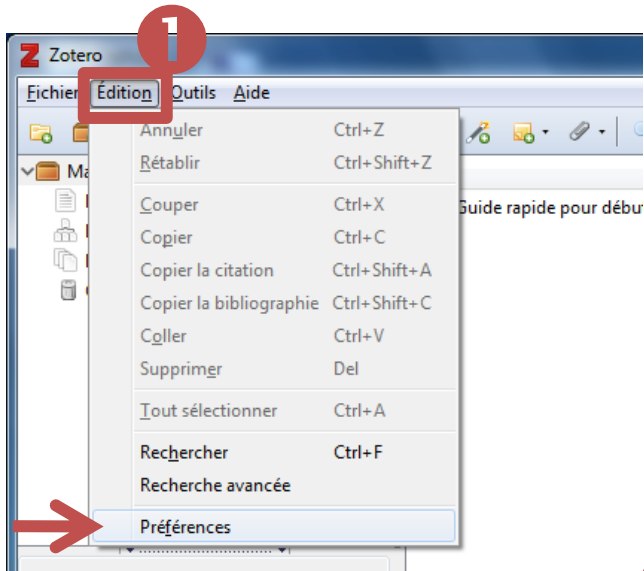 1
Zotero
Fichier Édition Outils Aide
Annuler Ctrl+Z
Rétablir Ctrl+Shift+Z
Couper Ctrl+X
Copier Ctrl+C
Copier la citation Ctrl+Shift+A
Copier la bibliographie Ctrl+Shift+C
Coller Ctrl+V
Supprimer Del
Tout sélectionner Ctrl+A
Rechercher Ctrl+F
Recherche avancée
Préférences
Ma
Guide rapide pour débu